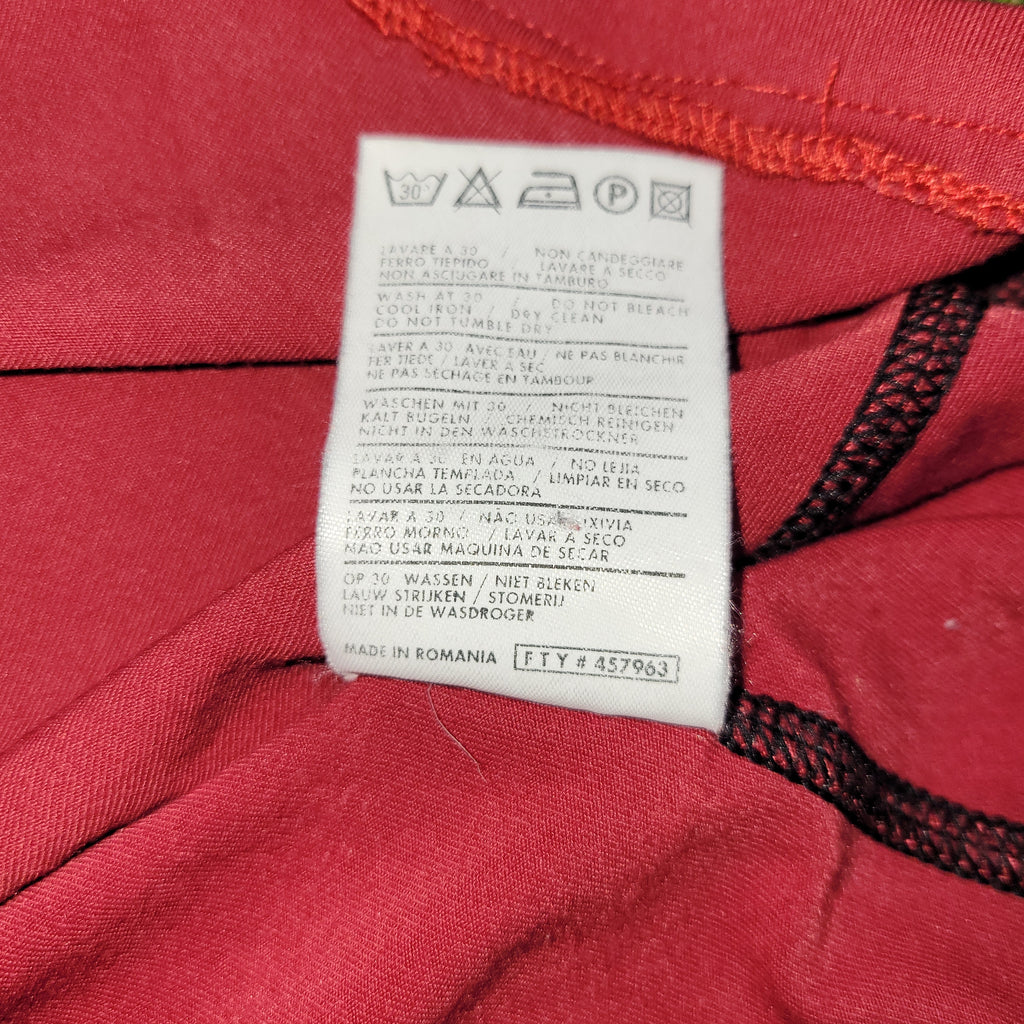 30°
P
LAVARE A 30 / NON CANDEGGIARE
FERRO TIEPIDO / LAVARE A SECCO
NON ASCIUGARE IN TAMBURO
WASH AT 30 / DO NOT BLEACH
COOL IRON / DRY CLEAN
DO NOT TUMBLE DRY
LAVER A 30 AVEC EAU / NE PAS BLANCHIR
FER TIEDE / LAVER A SEC
NE PAS SECHAGE EN TAMBOUR
WASCHEN MIT 30 / NICHT BLEICHEN
KALT BUGELN / CHEMISCH REINIGEN
NICHT IN DEN WASCHETROCKNER
LAVAR A 30 EN AGUA / NO LEJIA
PLANCHA TEMPLADA / LIMPIAR EN SECO
NO USAR LA SECADORA
LAVAR A 30 / NÃO USAR LIXIVIA
FERRO MORNO / LAVAR A SECO
NAO USAR MAQUINA DE SECAR
OP 30 WASSEN / NIET BLEKEN
LAUW STRIJKEN / STOMERIJ
NIET IN DE WASDROGER
MADE IN ROMANIA FTY # 457963